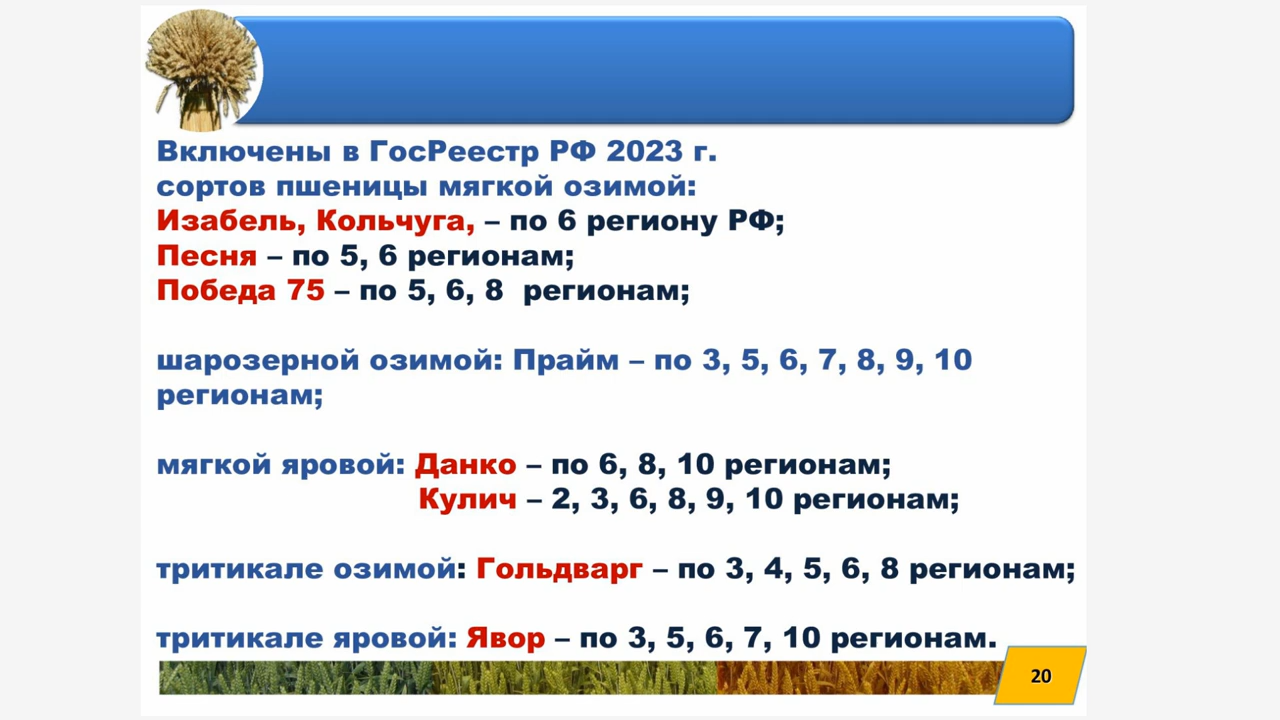 Включены в ГосРеестр РФ 2023 г.
сортов пшеницы мягкой озимой:
Изабель, Кольчуга, – по 6 региону РФ;
Песня – по 5, 6 регионам;
Победа 75 – по 5, 6, 8 регионам;
шарозерной озимой: Прайм – по 3, 5, 6, 7, 8, 9, 10
регионам;
мягкой яровой: Данко – по 6, 8, 10 регионам;
Кулич – 2, 3, 6, 8, 9, 10 регионам;
тритикале озимой: Гольдварг – по 3, 4, 5, 6, 8 регионам;
тритикале яровой: Явор – по 3, 5, 6, 7, 10 регионам.
20